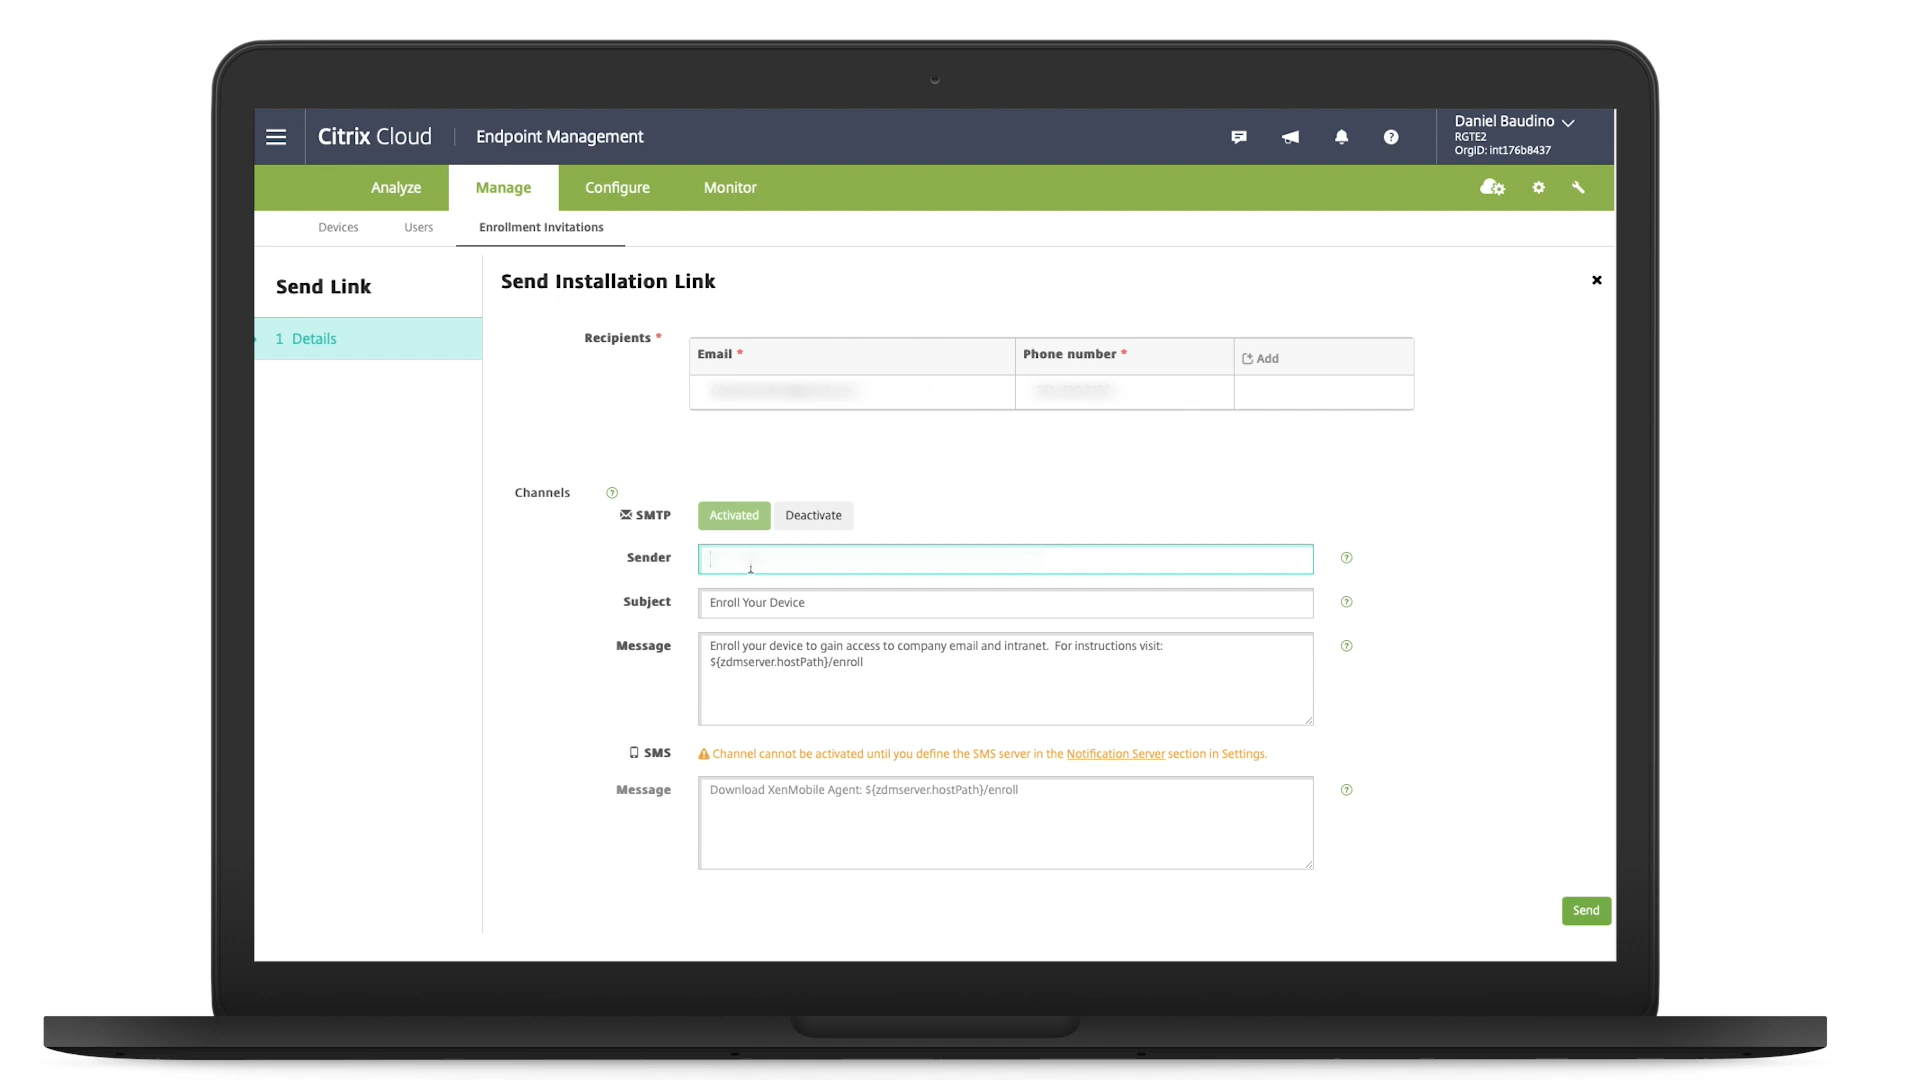 Citrix Cloud
Endpoint Management
Daniel Baudino
RGTE2
OrgID: int176b8437
Analyze
Manage
Configure
Monitor
Devices
Users
Enrollment Invitations
Send Link
1 Details
Send Installation Link
Recipients *
Email *
Phone number *
Add
Channels
SMTP
Activated
Deactivate
Sender
Subject
Enroll Your Device
Message
Enroll your device to gain access to company email and intranet.  For instructions visit:
${zdmserver.hostPath}/enroll
SMS
Channel cannot be activated until you define the SMS server in the Notification Server section in Settings.
Message
Download XenMobile Agent: ${zdmserver.hostPath}/enroll
Send